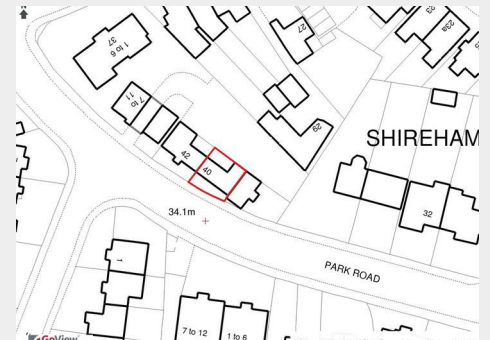 N
37
1 to 6
27
23
23a
7 to 11
29
42
40
SHIREHAM
32
34.1m
PARK ROAD
1
7 to 12
1 to 6
GoView